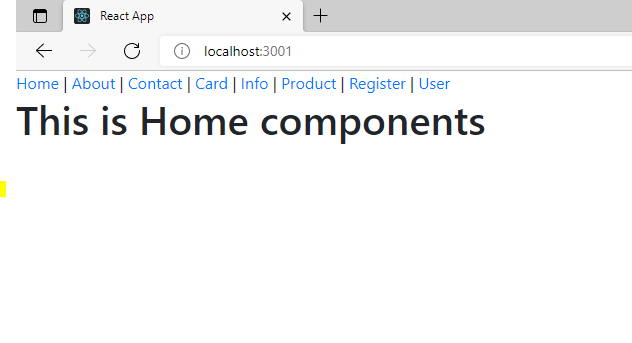 React App
localhost:3001
Home | About | Contact | Card | Info | Product | Register | User
This is Home components